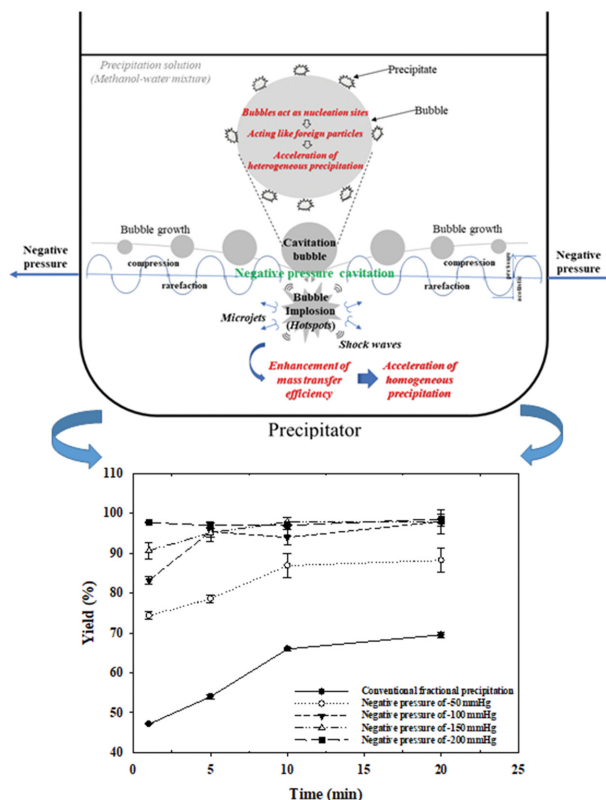 Precipitation solution
(Methanol-water mixture)
Precipitate
Bubble
Bubbles act as nucleation sites
Acting like foreign particles
Acceleration of
heterogeneous precipitation
Bubble growth
Cavitation
bubble
Bubble growth
Negative
pressure
compression
compression
Negative
pressure
Negative pressure cavitation
rarefaction
rarefaction
acoustic
pressure
Bubble
Implosion
(Hotspots)
Microjets
Shock waves
Enhancement of
mass transfer
efficiency
Acceleration of
homogeneous
precipitation
Precipitator
110
100
90
80
70
60
50
40
Yield (%)
Conventional fractional precipitation
Negative pressure of -50 mmHg
Negative pressure of -100 mmHg
Negative pressure of -150 mmHg
Negative pressure of -200 mmHg
0 5 10 15 20 25
Time (min)